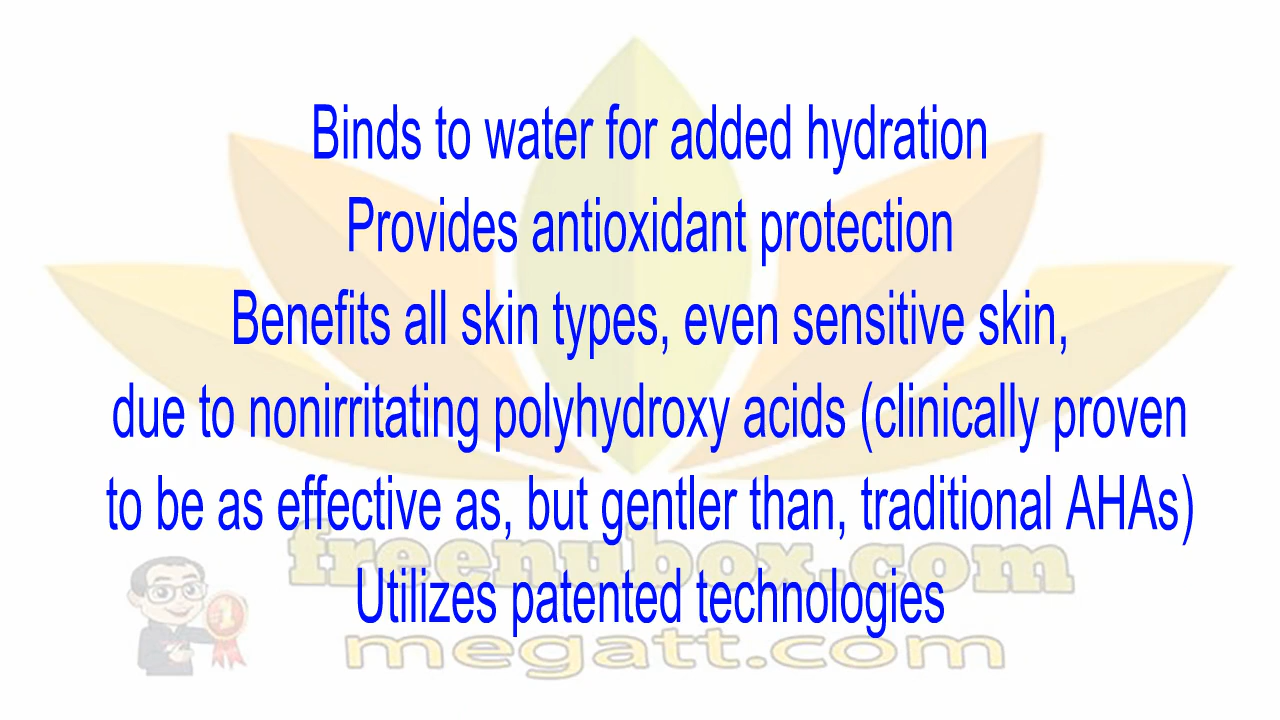 Binds to water for added hydration
Provides antioxidant protection
Benefits all skin types, even sensitive skin,
due to nonirritating polyhydroxy acids (clinically proven
to be as effective as, but gentler than, traditional AHAs)
freenubox.com
Utilizes patented technologies
1
megatt.com